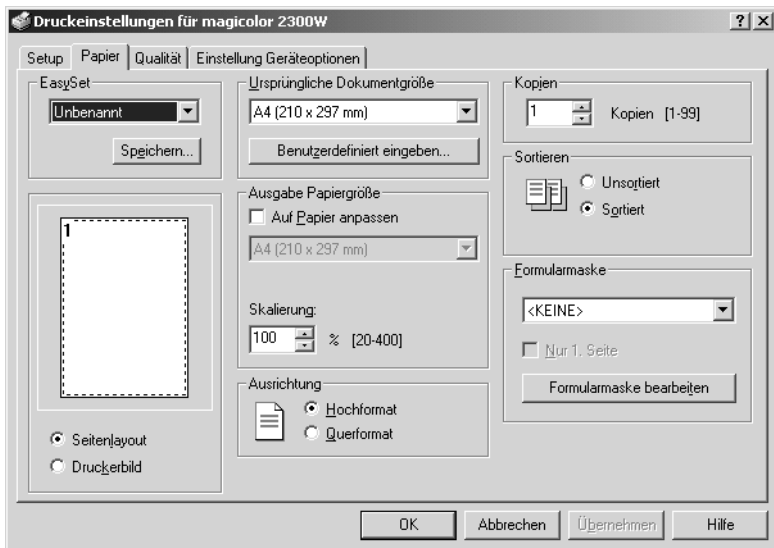 Druckeinstellungen für magicolor 2300W
Setup Papier Qualität Einstellung Geräteoptionen
EasySet
Unbenannt
Speichern...
1
Seitenlayout
Druckerbild
Ursprüngliche Dokumentgröße
A4 (210 x 297 mm)
Benutzerdefiniert eingeben...
Ausgabe Papiergröße
Auf Papier anpassen
A4 (210 x 297 mm)
Skalierung:
100 % [20-400]
Ausrichtung
Hochformat
Querformat
Kopien
1 Kopien [1-99]
Sortieren
Unsortiert
Sortiert
Formularmaske
<KEINE>
Nur 1. Seite
Formularmaske bearbeiten
OK Abbrechen Übernehmen Hilfe